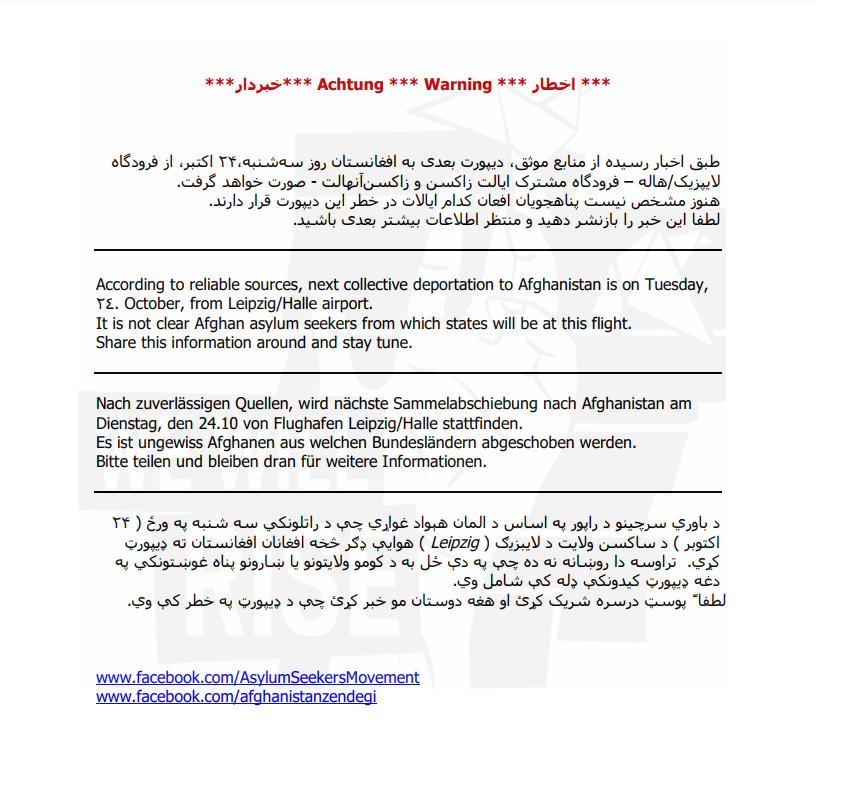 *** اخطار *** Warning *** Achtung ***خبردار***
طبق اخبار رسیده از منابع موثق، دیپورت بعدی به افغانستان روز سه‌شنبه،۲۴ اکتبر، از فرودگاه
لایپزیک/هاله – فرودگاه مشترک ایالت زاکسن و زاکسن‌آنهالت - صورت خواهد گرفت.
هنوز مشخص نیست پناهجویان افغان کدام ایالات در خطر این دیپورت قرار دارند.
لطفا این خبر را بازنشر دهید و منتظر اطلاعات بیشتر بعدی باشید.
According to reliable sources, next collective deportation to Afghanistan is on Tuesday,
٢٤. October, from Leipzig/Halle airport.
It is not clear Afghan asylum seekers from which states will be at this flight.
Share this information around and stay tune.
Nach zuverlässigen Quellen, wird nächste Sammelabschiebung nach Afghanistan am
Dienstag, den 24.10 von Flughafen Leipzig/Halle stattfinden.
Es ist ungewiss Afghanen aus welchen Bundesländern abgeschoben werden.
Bitte teilen und bleiben dran für weitere Informationen.
د باوري سرچینو د راپور په اساس د المان هېواد غواړي چې د راتلونکي سه شنبه په ورځ ( ۲۴
اکتوبر ) د ساکسن ولایت د لایبزیګ ( Leipzig ) هوایي ډګر څخه افغانان افغانستان ته ډیپورټ
کړي. تراوسه دا روښانه نه ده چې په دې ځل به د کومو ولایتونو یا ښارونو پناه غوښتونکي په
دغه ډیپورټ کیدونکې ډله کې شامل وي.
لطفاً پوسټ درسره شریک کړئ او هغه دوستان مو خبر کړئ چې د ډیپورټ په خطر کې وي.
WE WILL
RISE
www.facebook.com/AsylumSeekersMovement
www.facebook.com/afghanistanzendegi